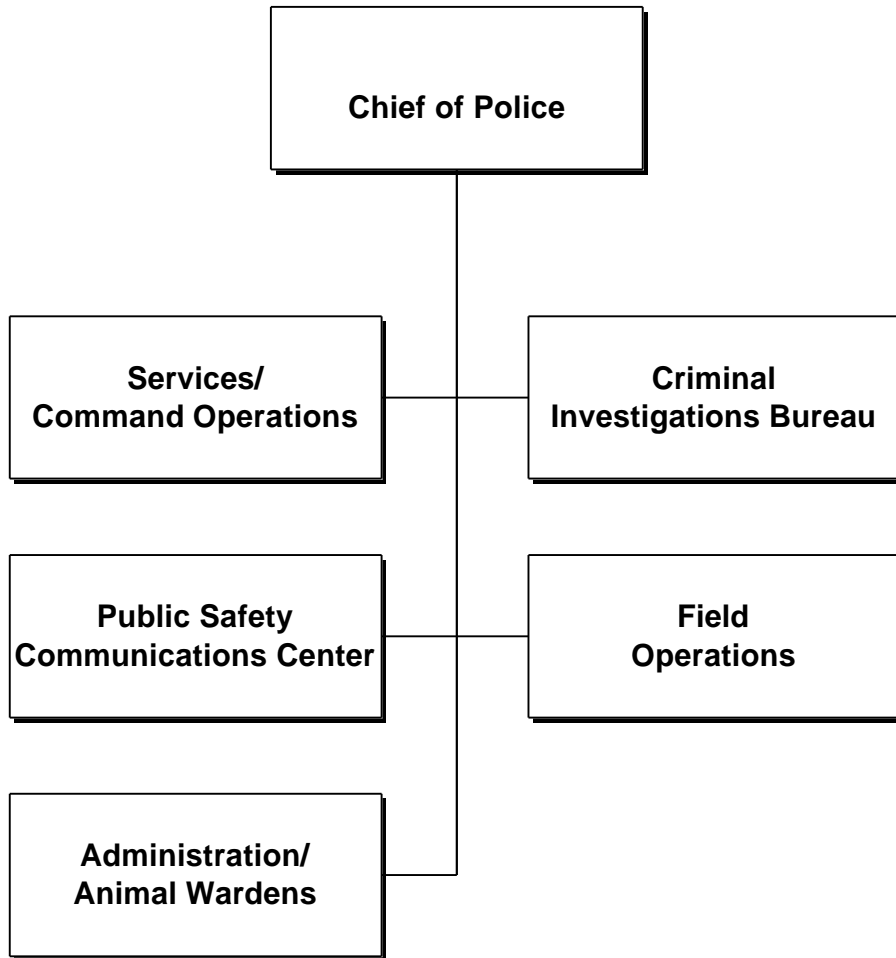 Chief of Police
Services/
Command Operations
Criminal
Investigations Bureau
Public Safety
Communications Center
Field
Operations
Administration/
Animal Wardens